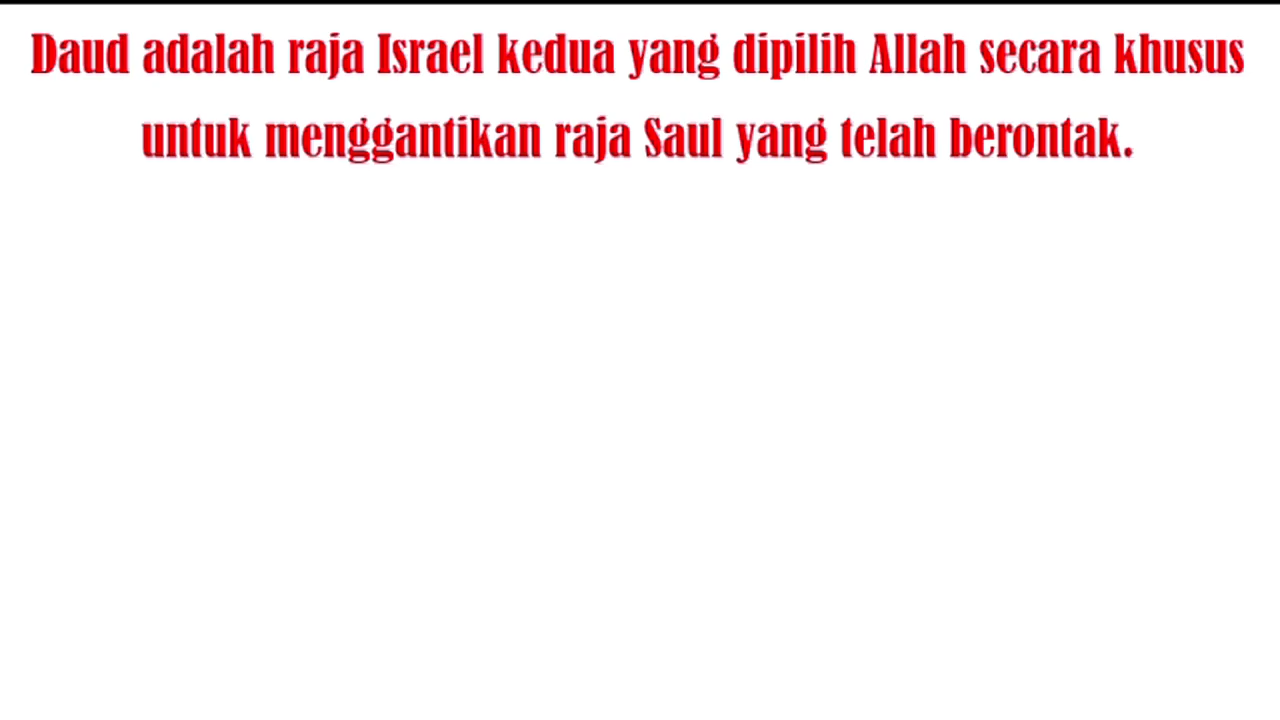 Daud adalah raja Israel kedua yang dipilih Allah secara khusus
untuk menggantikan raja Saul yang telah berontak.